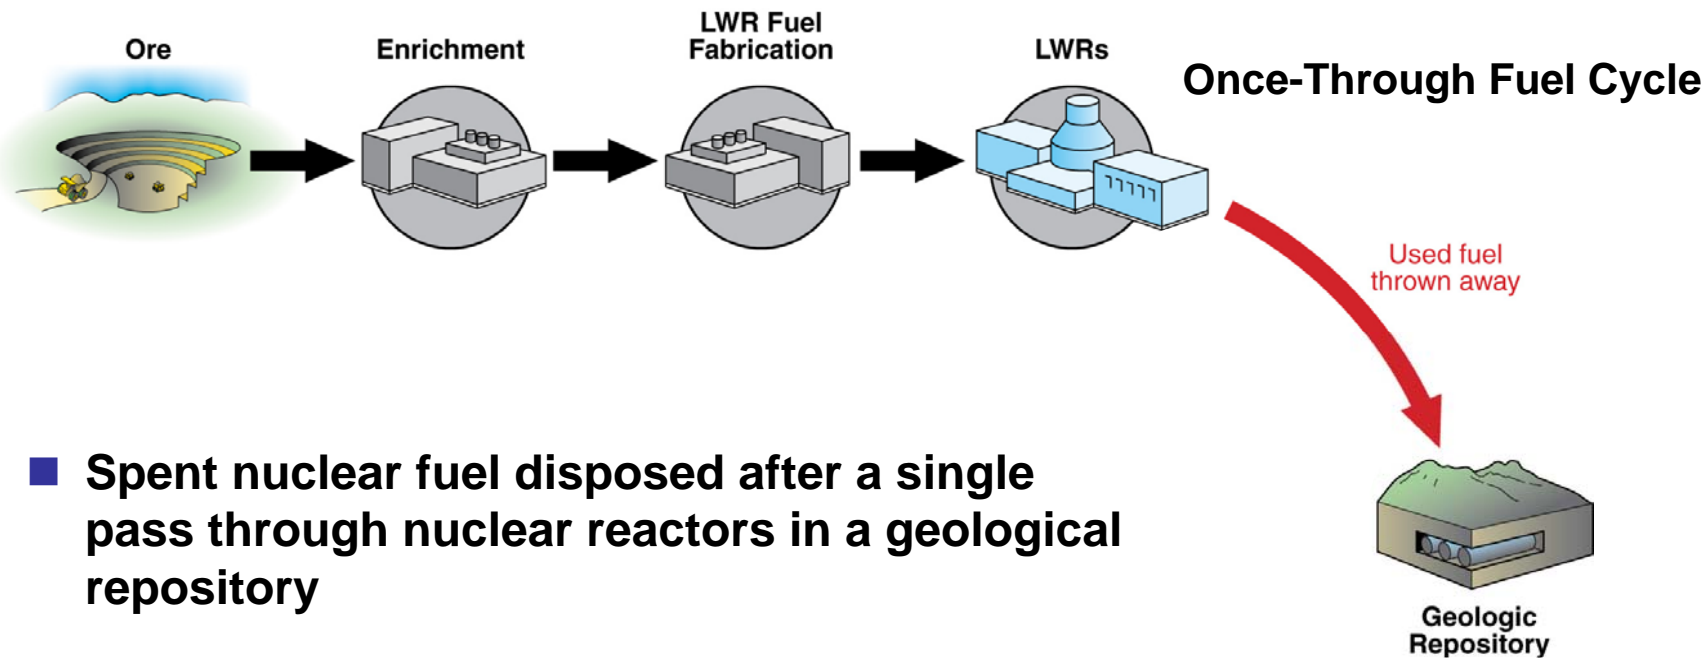 Ore
Enrichment
LWR Fuel
Fabrication
LWRs
Once-Through Fuel Cycle
Used fuel
thrown away
Spent nuclear fuel disposed after a single
pass through nuclear reactors in a geological
repository
Geologic
Repository